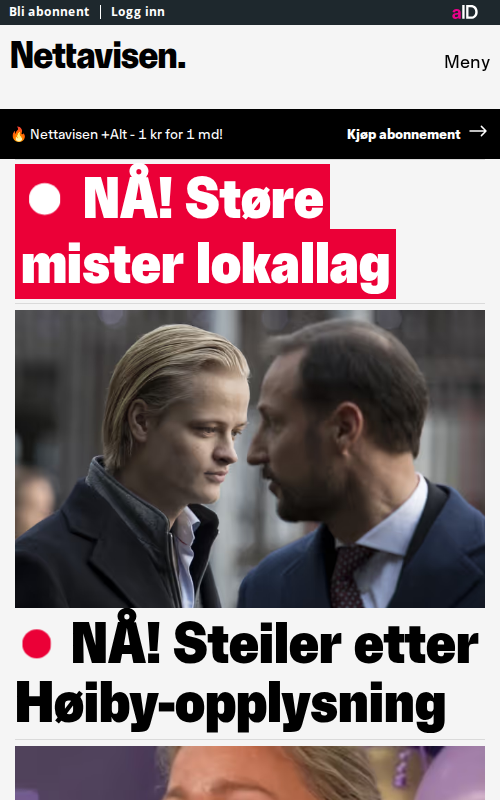 Bli abonnent | Logg inn
aID
Nettavisen.
Meny
🔥 Nettavisen +Alt - 1 kr for 1 md!
Kjøp abonnement →
NÅ! Støre
mister lokallag
NÅ! Steiler etter
Høiby-opplysning